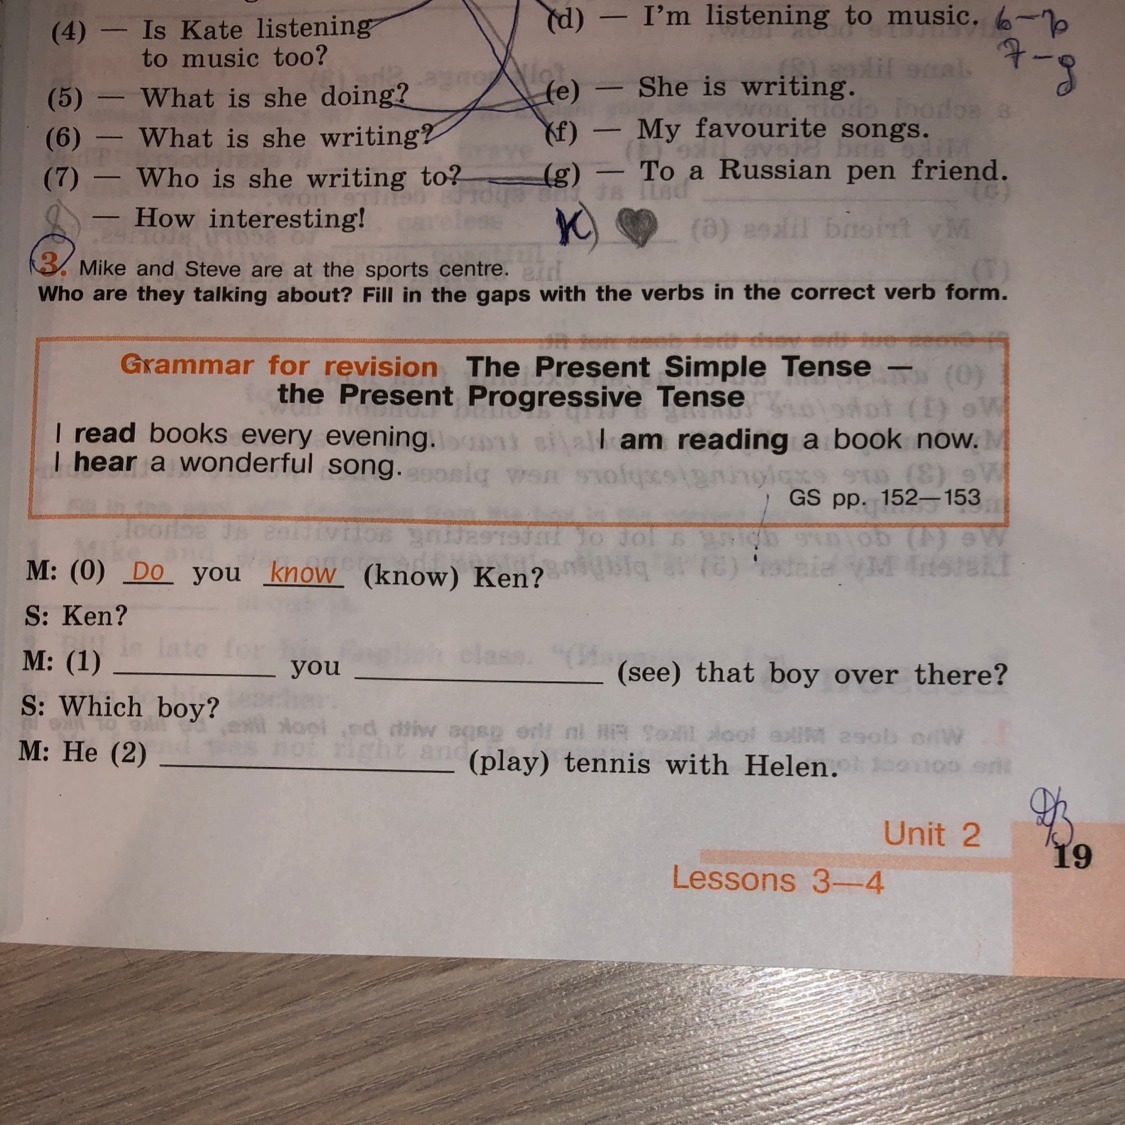 (4) — Is Kate listening
to music too?
(d) — I'm listening to music.
6-b
7-g
(5) — What is she doing?
(e) — She is writing.
(6) — What is she writing?
(f) — My favourite songs.
(7) — Who is she writing to?
(g) — To a Russian pen friend.
8) — How interesting!
K)
3. Mike and Steve are at the sports centre.
Who are they talking about? Fill in the gaps with the verbs in the correct verb form.
Grammar for revision The Present Simple Tense —
the Present Progressive Tense
I read books every evening. I am reading a book now.
I hear a wonderful song.
GS pp. 152—153
M: (0) Do you know (know) Ken?
S: Ken?
M: (1) ____ you ____ (see) that boy over there?
S: Which boy?
M: He (2) ____ (play) tennis with Helen.
Unit 2
19
Lessons 3—4